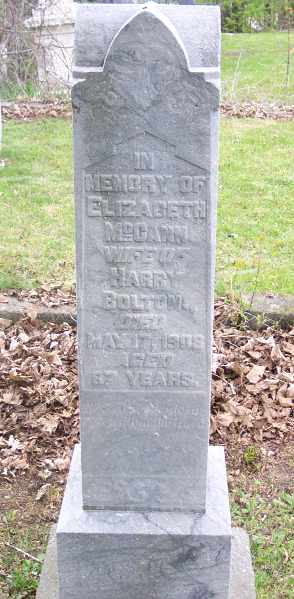 IN
MEMORY OF
ELIZABETH
McCANN
WIFE OF
HARRY
BOLTON
DIED
MAY 17, 1908
AGED
67 YEARS.